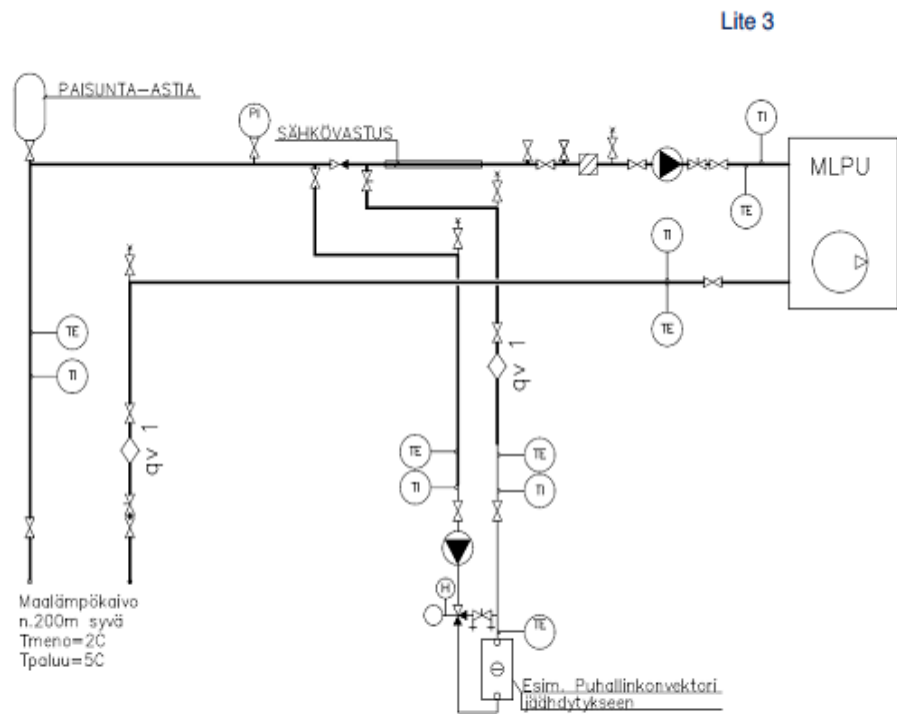 Lite 3
PAISUNTA-ASTIA
PI
SÄHKÖVASTUS
TI
MLPU
TE
TI
TE
TE
TI
qv 1
qv 1
TE
TI
TE
TI
H
TE
Maalämpökaivo
n.200m syvä
Tmeno=2C
Tpaluu=5C
Esim. Puhallinkonvektori
jäähdytykseen